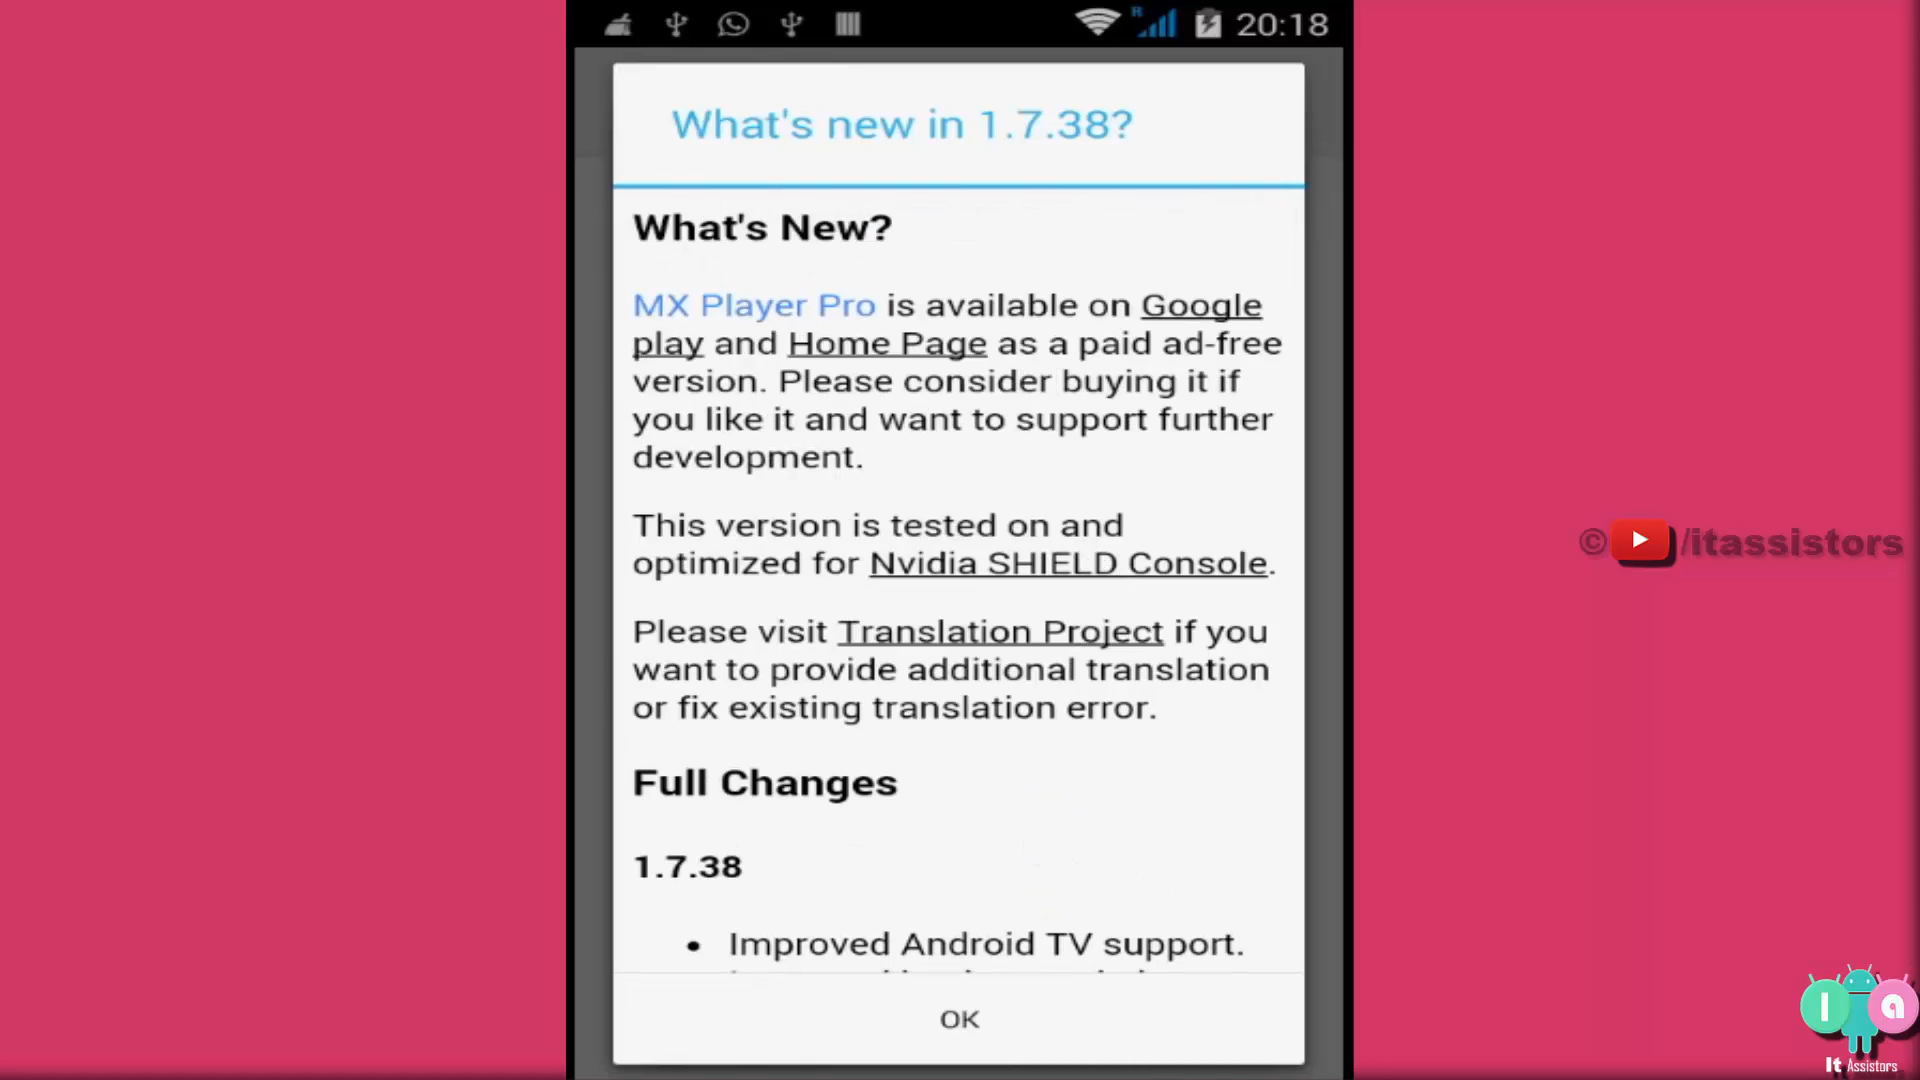 R
20:18
What's new in 1.7.38?
What's New?
MX Player Pro is available on Google
play and Home Page as a paid ad-free
version. Please consider buying it if
you like it and want to support further
development.
This version is tested on and
optimized for Nvidia SHIELD Console.
Please visit Translation Project if you
want to provide additional translation
or fix existing translation error.
Full Changes
1.7.38
• Improved Android TV support.
OK
© /itassistors
I a
It Assistors